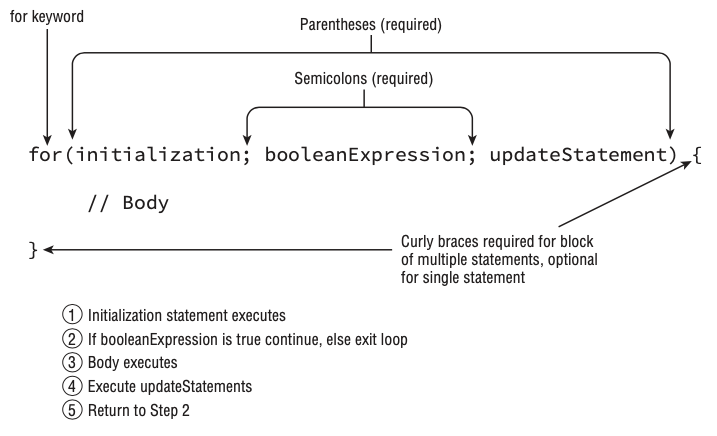 for keyword
Parentheses (required)
Semicolons (required)
for(initialization; booleanExpression; updateStatement) {
// Body
}
Curly braces required for block
of multiple statements, optional
for single statement
① Initialization statement executes
② If booleanExpression is true continue, else exit loop
③ Body executes
④ Execute updateStatements
⑤ Return to Step 2